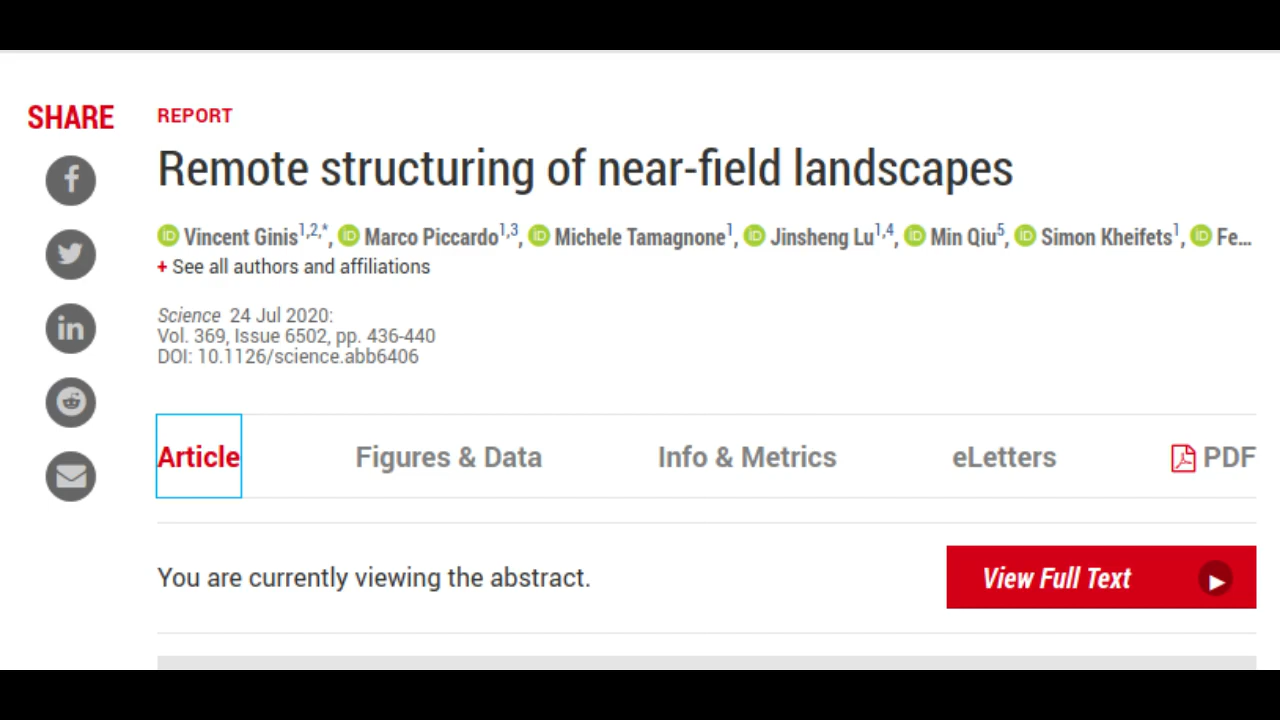 SHARE
REPORT
Remote structuring of near-field landscapes
Vincent Ginis1,2,*, Marco Piccardo1,3, Michele Tamagnone1, Jinsheng Lu1,4, Min Qiu5, Simon Kheifets1, Fe...
+ See all authors and affiliations
Science 24 Jul 2020:
Vol. 369, Issue 6502, pp. 436-440
DOI: 10.1126/science.abb6406
Article Figures & Data Info & Metrics eLetters PDF
You are currently viewing the abstract.
View Full Text